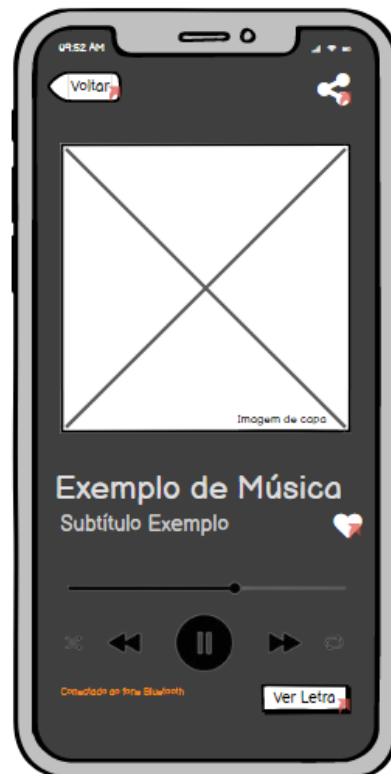 09:52 AM
Voltar
Imagem de capa
Exemplo de Música
Subtítulo Exemplo
Conectado ao fone Bluetooth
Ver Letra